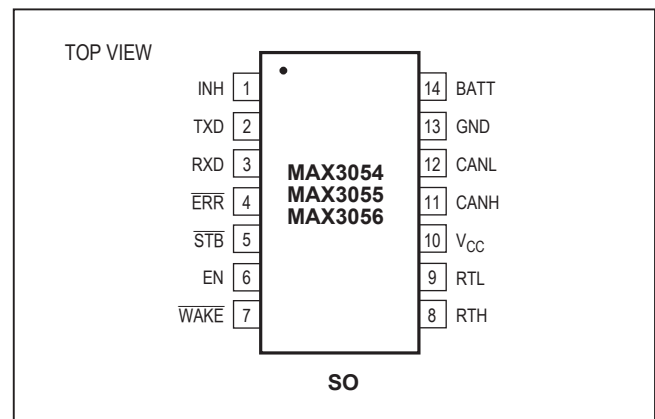 TOP VIEW
INH 1
TXD 2
RXD 3
ERR 4
STB 5
EN 6
WAKE 7
MAX3054
MAX3055
MAX3056
14 BATT
13 GND
12 CANL
11 CANH
10 VCC
9 RTL
8 RTH
SO